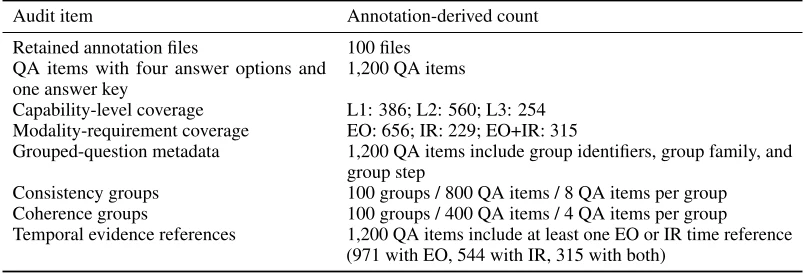 Audit item Annotation-derived count
Retained annotation files 100 files
QA items with four answer options and 1,200 QA items
one answer key
Capability-level coverage L1: 386; L2: 560; L3: 254
Modality-requirement coverage EO: 656; IR: 229; EO+IR: 315
Grouped-question metadata 1,200 QA items include group identifiers, group family, and
group step
Consistency groups 100 groups / 800 QA items / 8 QA items per group
Coherence groups 100 groups / 400 QA items / 4 QA items per group
Temporal evidence references 1,200 QA items include at least one EO or IR time reference
(971 with EO, 544 with IR, 315 with both)